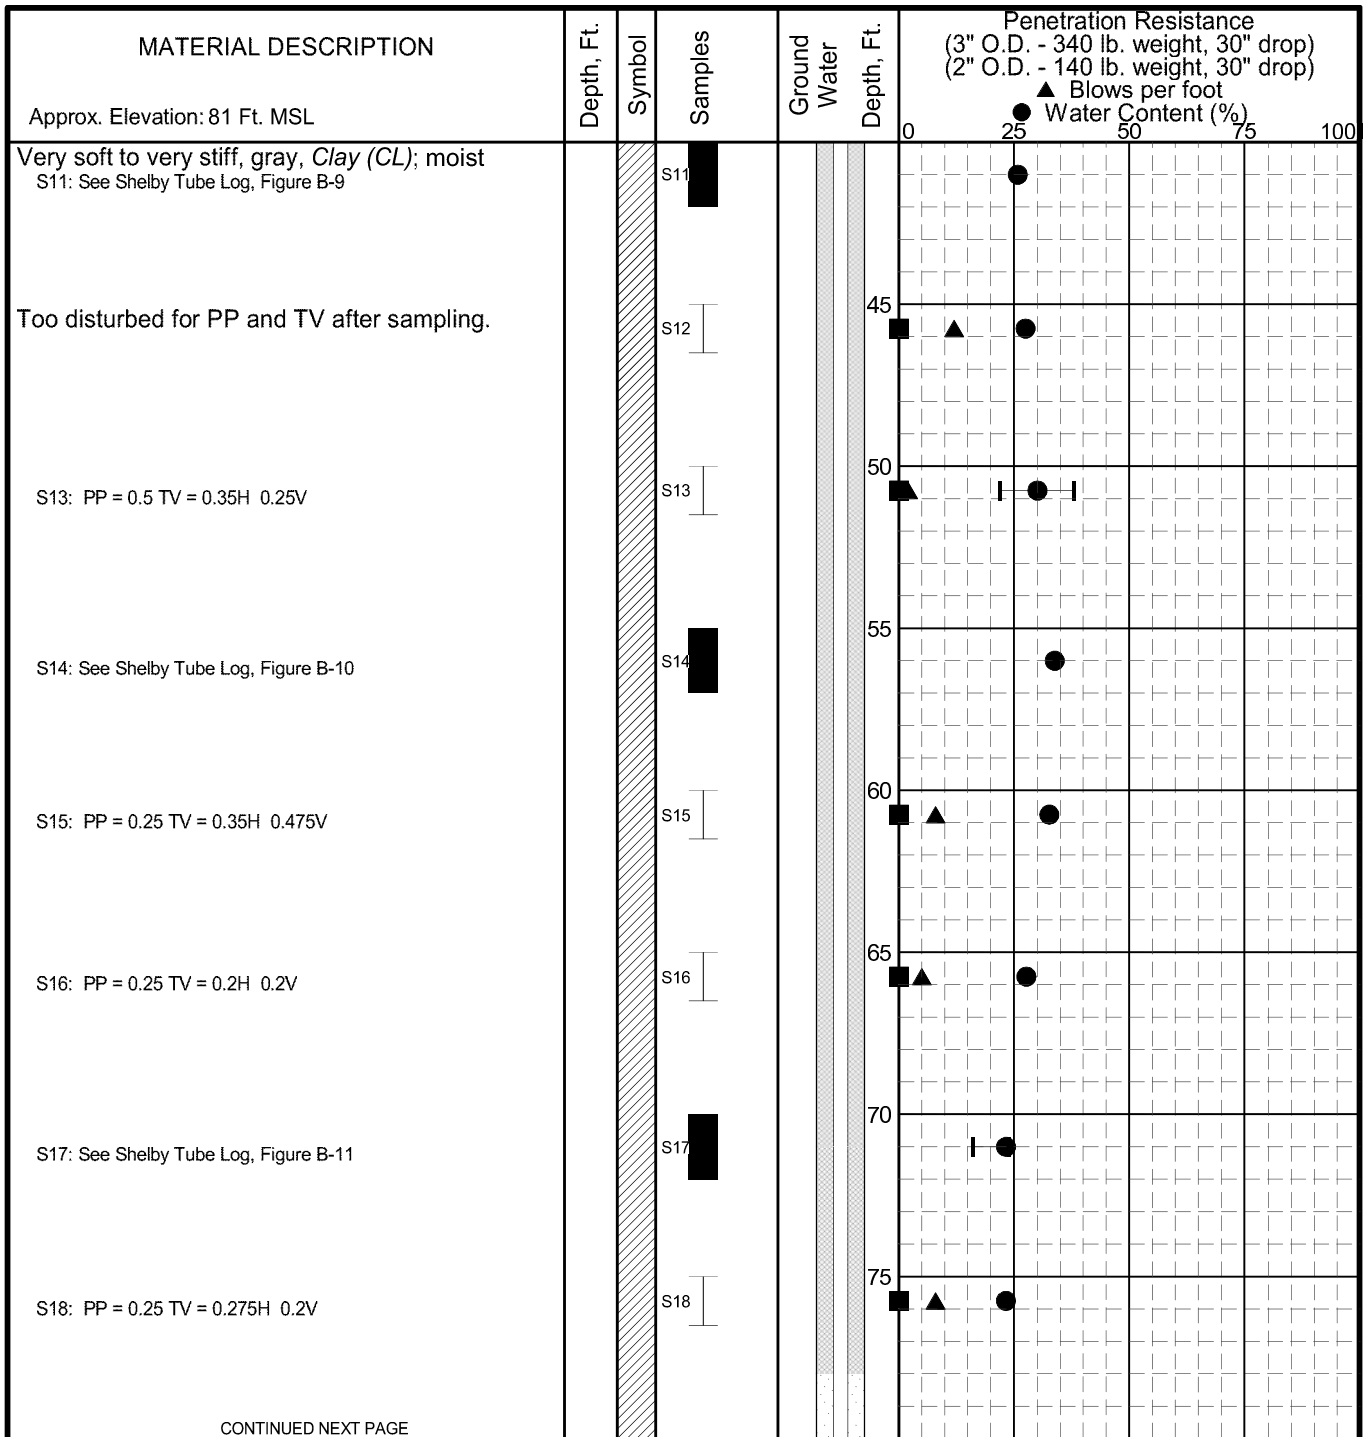 MATERIAL DESCRIPTION
Approx. Elevation: 81 Ft. MSL
Depth, Ft.
Symbol
Samples
Ground
Water
Depth, Ft.
Penetration Resistance
(3" O.D. - 340 lb. weight, 30" drop)
(2" O.D. - 140 lb. weight, 30" drop)
▲ Blows per foot
● Water Content (%)
0 25 50 75 100
Very soft to very stiff, gray, Clay (CL); moist
S11: See Shelby Tube Log, Figure B-9
S11
45
Too disturbed for PP and TV after sampling.
S12
50
S13: PP = 0.5 TV = 0.35H 0.25V
S13
55
S14: See Shelby Tube Log, Figure B-10
S14
60
S15: PP = 0.25 TV = 0.35H 0.475V
S15
65
S16: PP = 0.25 TV = 0.2H 0.2V
S16
70
S17: See Shelby Tube Log, Figure B-11
S17
75
S18: PP = 0.25 TV = 0.275H 0.2V
S18
CONTINUED NEXT PAGE